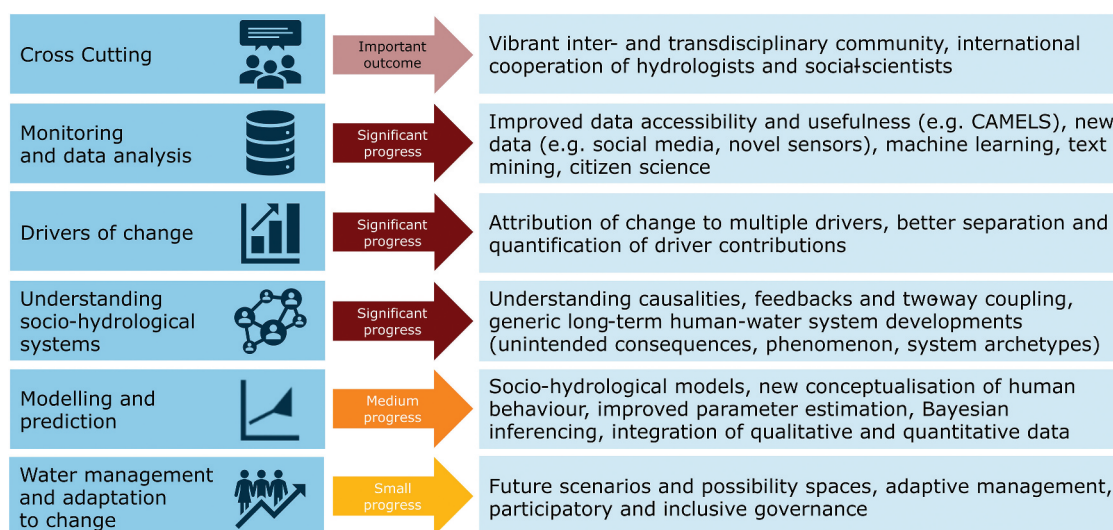 Cross Cutting
Important
outcome
Vibrant inter- and transdisciplinary community, international
cooperation of hydrologists and social-scientists
Monitoring
and data analysis
Significant
progress
Improved data accessibility and usefulness (e.g. CAMELS), new
data (e.g. social media, novel sensors), machine learning, text
mining, citizen science
Drivers of change
Significant
progress
Attribution of change to multiple drivers, better separation and
quantification of driver contributions
Understanding
socio-hydrological
systems
Significant
progress
Understanding causalities, feedbacks and two-way coupling,
generic long-term human-water system developments
(unintended consequences, phenomenon, system archetypes)
Modelling and
prediction
Medium
progress
Socio-hydrological models, new conceptualisation of human
behaviour, improved parameter estimation, Bayesian
inferencing, integration of qualitative and quantitative data
Water management
and adaptation
to change
Small
progress
Future scenarios and possibility spaces, adaptive management,
participatory and inclusive governance